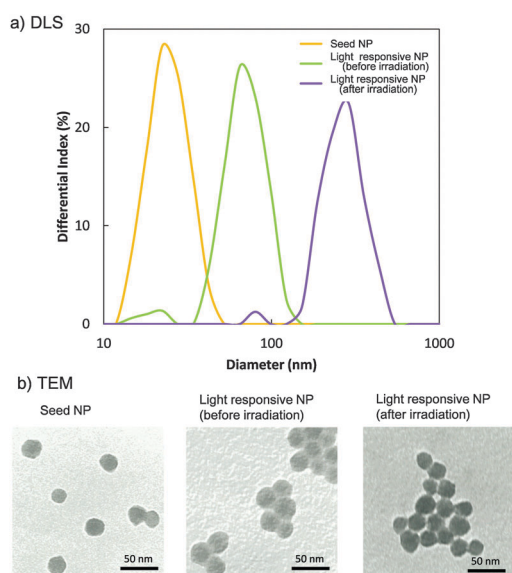 a) DLS
Seed NP
Light responsive NP
(before irradiation)
Light responsive NP
(after irradiation)
30
20
10
0
Differential Index (%)
10
100
1000
Diameter (nm)
b) TEM
Seed NP
Light responsive NP
(before irradiation)
Light responsive NP
(after irradiation)
50 nm
50 nm
50 nm